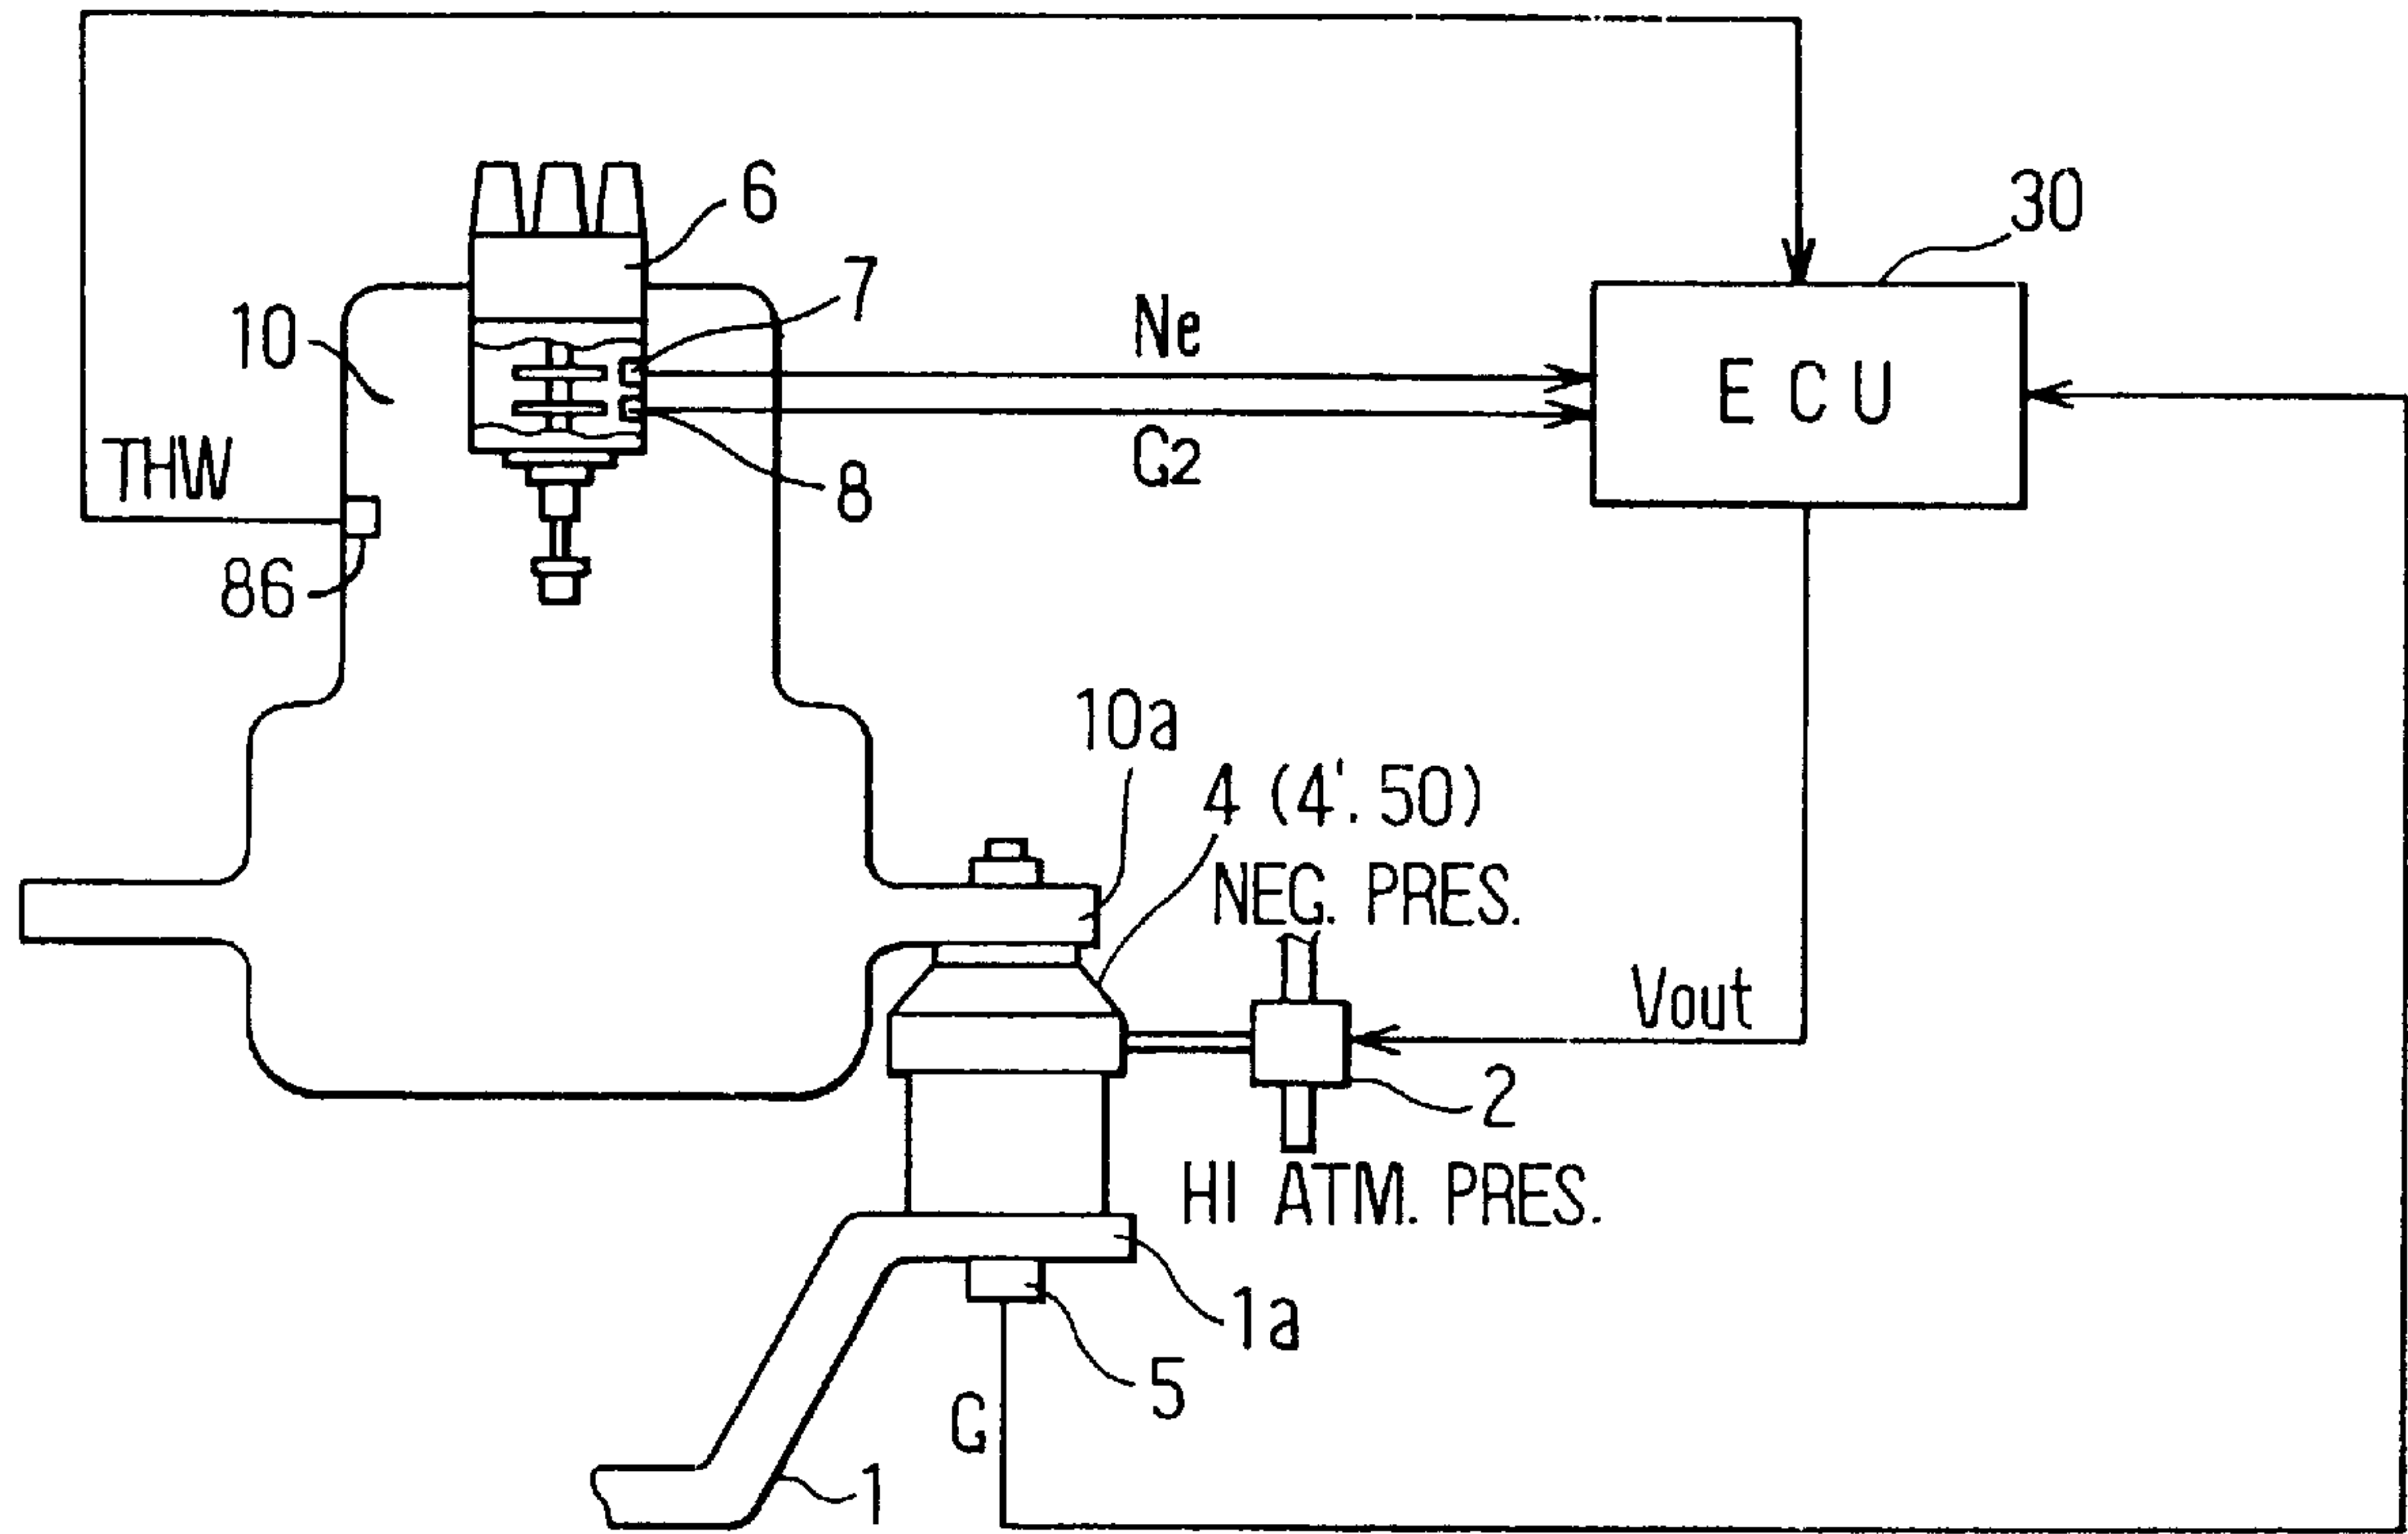 6
30
7
10
Ne
E C U
THW
G2
8
86
10a
4 (4'. 50)
NEG. PRES.
Vout
2
HI ATM. PRES.
1a
5
G
1